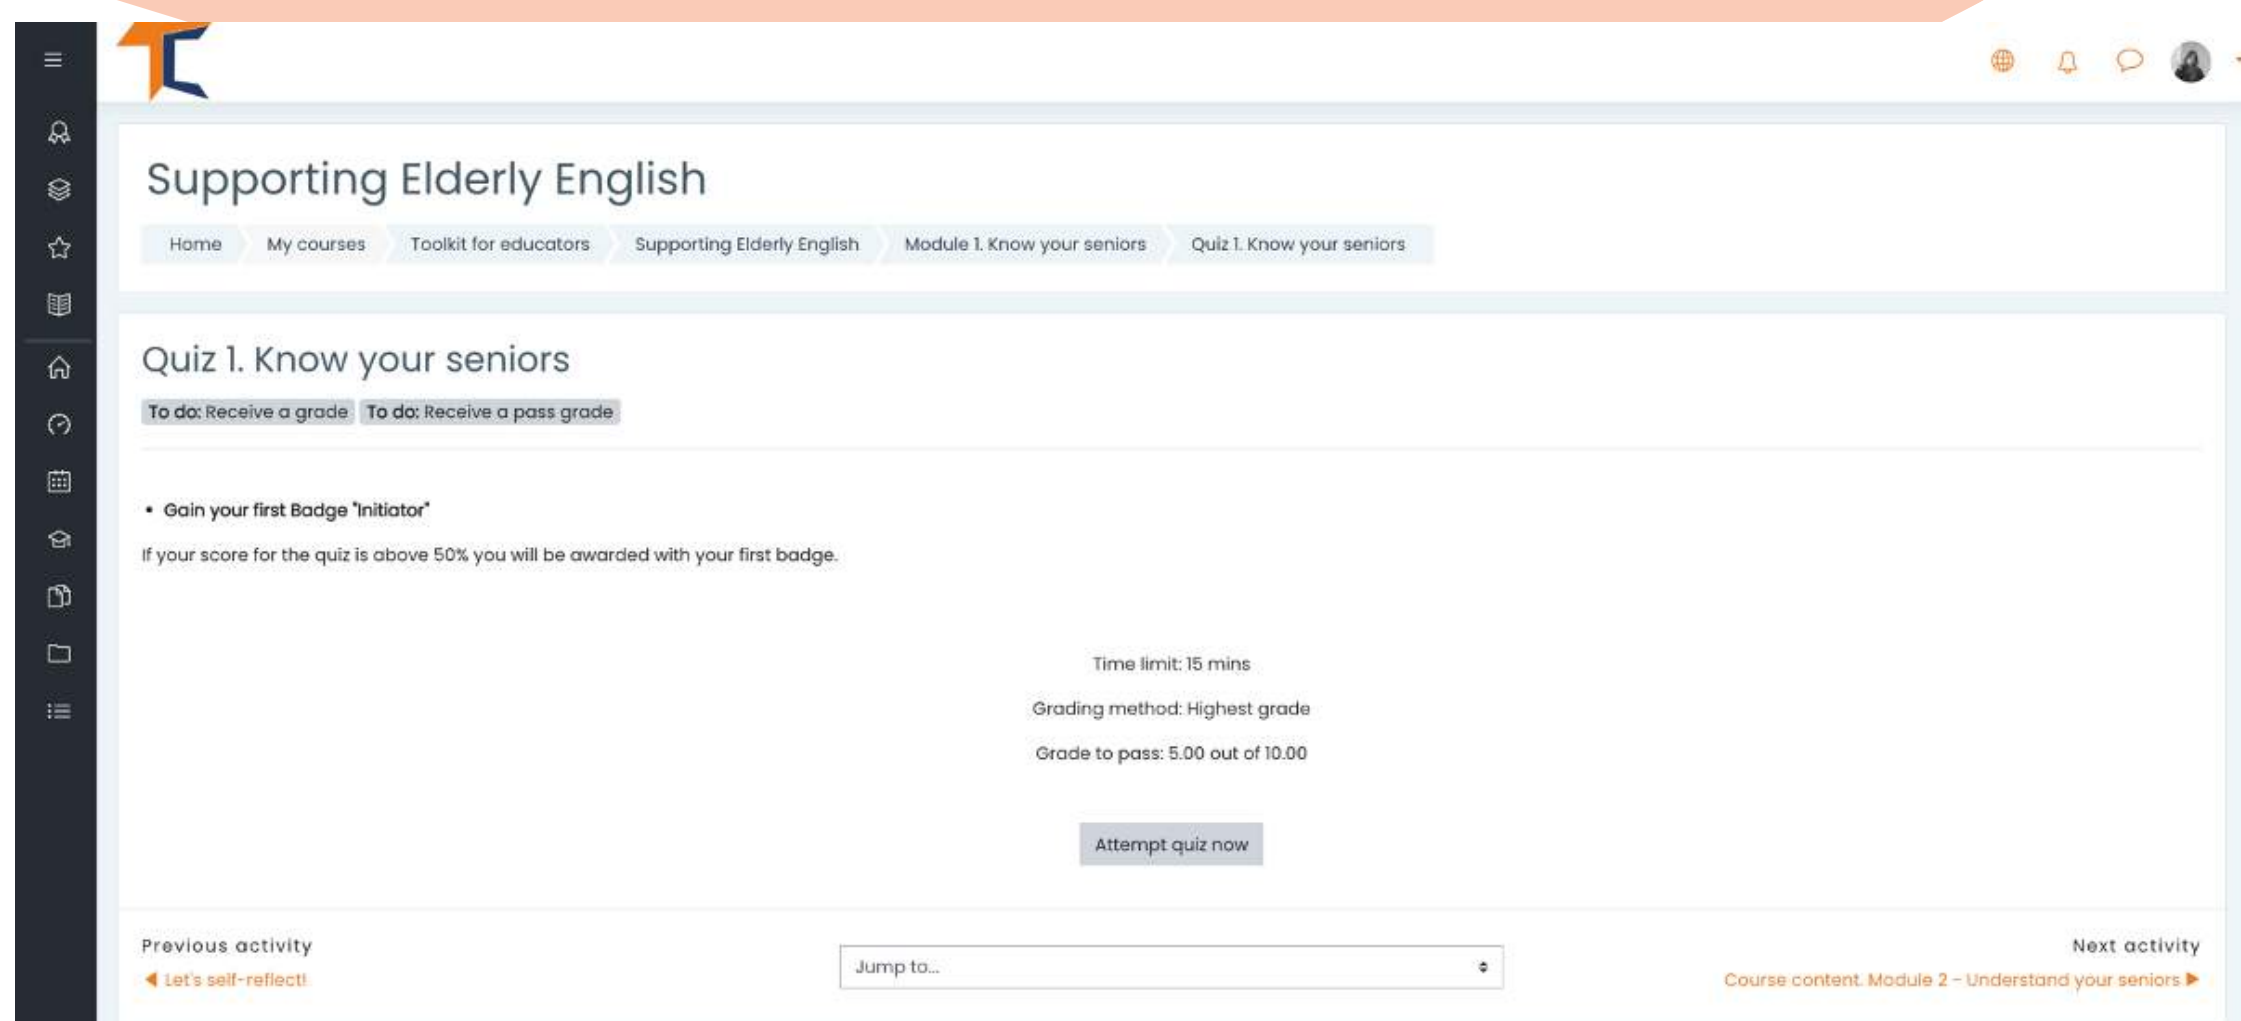 Supporting Elderly English
Home My courses Toolkit for educators Supporting Elderly English Module 1. Know your seniors Quiz 1. Know your seniors
Quiz 1. Know your seniors
To do: Receive a grade To do: Receive a pass grade
• Gain your first Badge "Initiator"
If your score for the quiz is above 50% you will be awarded with your first badge.
Time limit: 15 mins
Grading method: Highest grade
Grade to pass: 5.00 out of 10.00
Attempt quiz now
Previous activity
◀ Let's self-reflect!
Jump to...
Next activity
Course content. Module 2 - Understand your seniors ▶